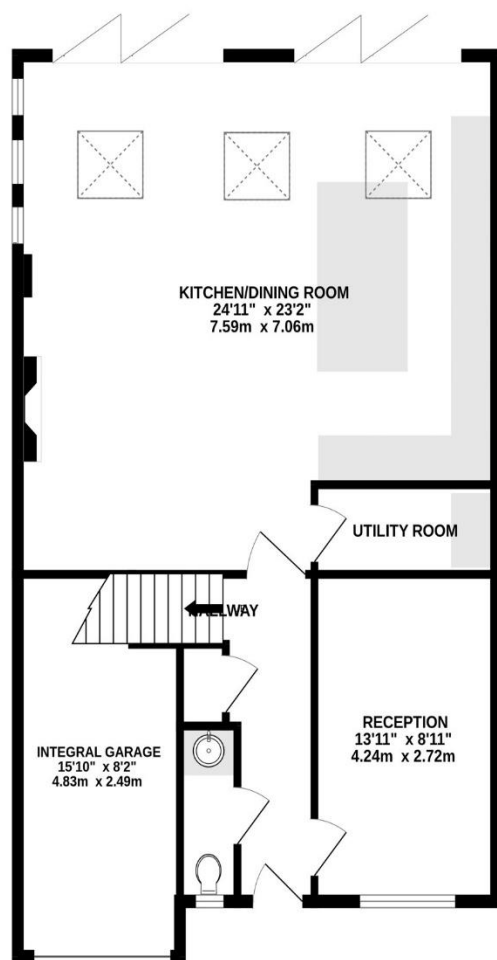 KITCHEN/DINING ROOM
24'11" x 23'2"
7.59m x 7.06m
UTILITY ROOM
HALLWAY
RECEPTION
13'11" x 8'11"
4.24m x 2.72m
INTEGRAL GARAGE
15'10" x 8'2"
4.83m x 2.49m